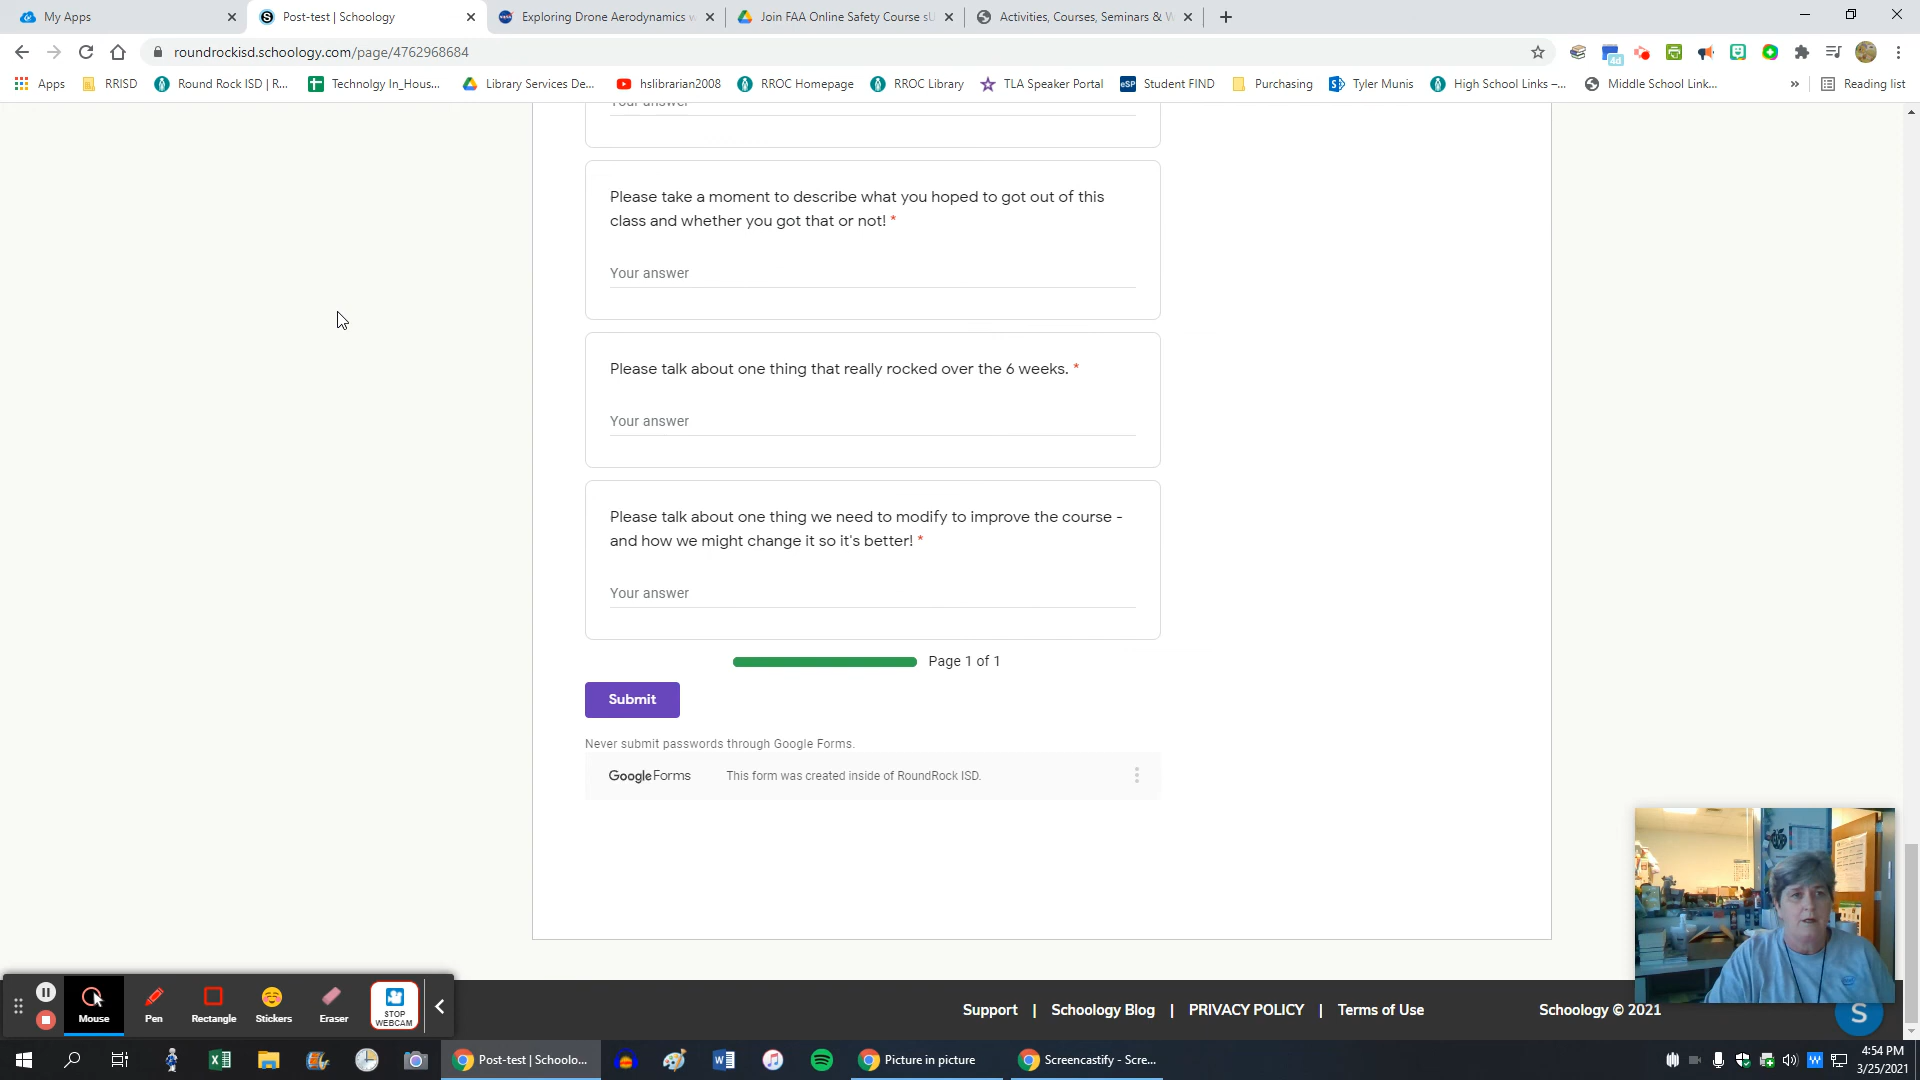 My Apps
Post-test | Schoology
Exploring Drone Aerodynamics w
Join FAA Online Safety Course sU
Activities, Courses, Seminars & W
roundrockisd.schoology.com/page/4762968684
4d
Apps
RRISD
Round Rock ISD | R...
Technolgy In_Hous...
Library Services De...
hslibrarian2008
RROC Homepage
RROC Library
TLA Speaker Portal
eSP
Student FIND
Purchasing
Tyler Munis
High School Links –...
Middle School Link...
»
Reading list
Your answer
Please take a moment to describe what you hoped to got out of this
class and whether you got that or not! *
Your answer
Please talk about one thing that really rocked over the 6 weeks. *
Your answer
Please talk about one thing we need to modify to improve the course -
and how we might change it so it's better! *
Your answer
Page 1 of 1
Submit
Never submit passwords through Google Forms.
Google Forms
This form was created inside of RoundRock ISD.
Mouse
Pen
Rectangle
Stickers
Eraser
STOP
WEBCAM
Support | Schoology Blog | PRIVACY POLICY | Terms of Use
Schoology © 2021
S
Post-test | Schoolo...
Picture in picture
Screencastify - Scre...
4:54 PM
3/25/2021